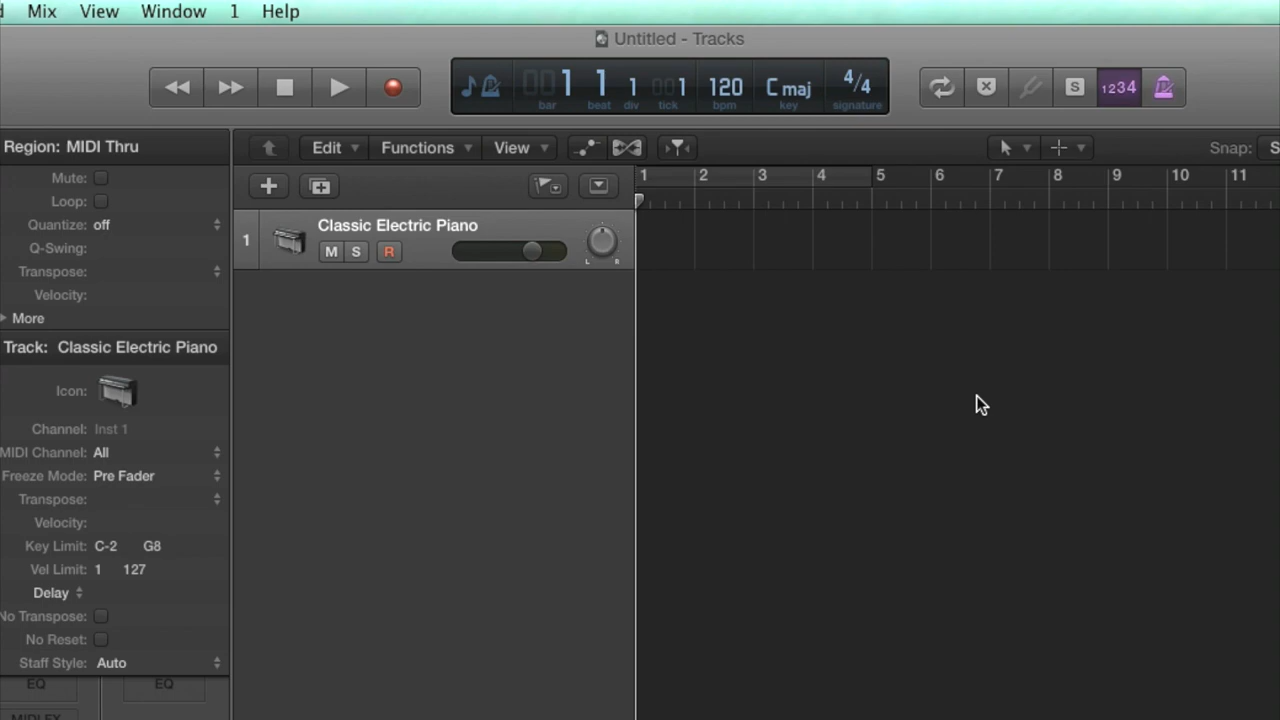 Mix View Window 1 Help
Untitled - Tracks
001 1 1 001 120 C maj 4/4
bar beat div tick bpm key signature
S 1234
Region: MIDI Thru
Edit Functions View Snap: S
Mute:
Loop:
Quantize: off
Q-Swing:
Transpose:
Velocity:
More
1 2 3 4 5 6 7 8 9 10 11
1 Classic Electric Piano
M S R
L R
Track: Classic Electric Piano
Icon:
Channel: Inst 1
MIDI Channel: All
Freeze Mode: Pre Fader
Transpose:
Velocity:
Key Limit: C-2 G8
Vel Limit: 1 127
Delay
No Transpose:
No Reset:
Staff Style: Auto
EQ EQ